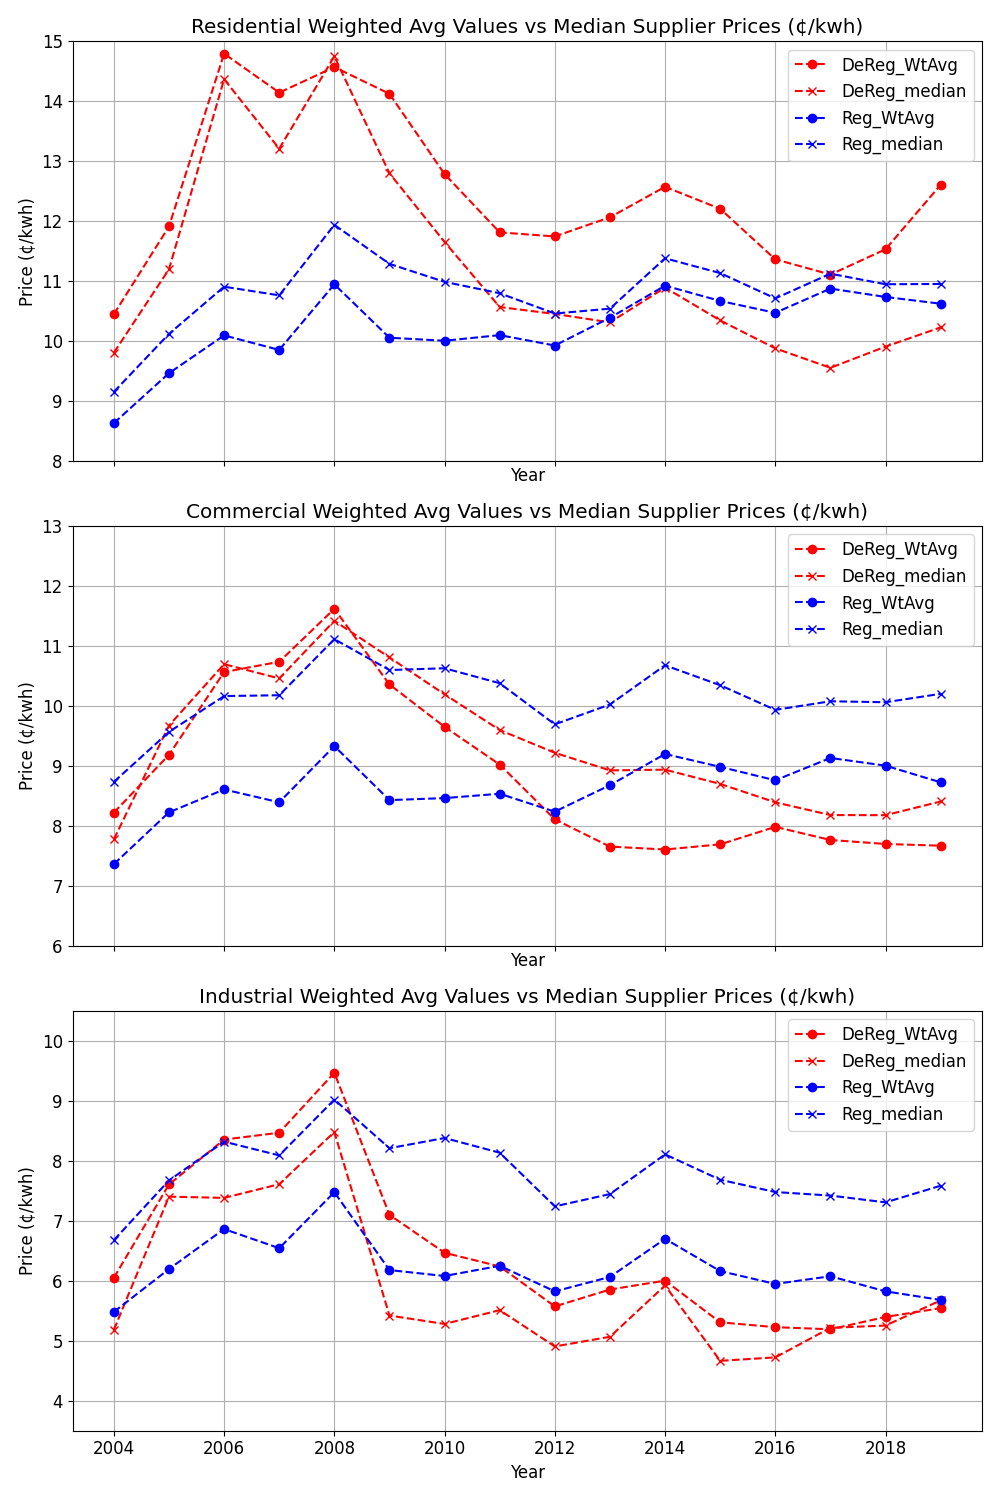 Residential Weighted Avg Values vs Median Supplier Prices (¢/kwh)
15
14
13
12
11
10
9
8
Price (¢/kwh)
DeReg_WtAvg
DeReg_median
Reg_WtAvg
Reg_median
Year
Commercial Weighted Avg Values vs Median Supplier Prices (¢/kwh)
13
12
11
10
9
8
7
6
Price (¢/kwh)
DeReg_WtAvg
DeReg_median
Reg_WtAvg
Reg_median
Year
Industrial Weighted Avg Values vs Median Supplier Prices (¢/kwh)
10
9
8
7
6
5
4
Price (¢/kwh)
DeReg_WtAvg
DeReg_median
Reg_WtAvg
Reg_median
2004 2006 2008 2010 2012 2014 2016 2018
Year